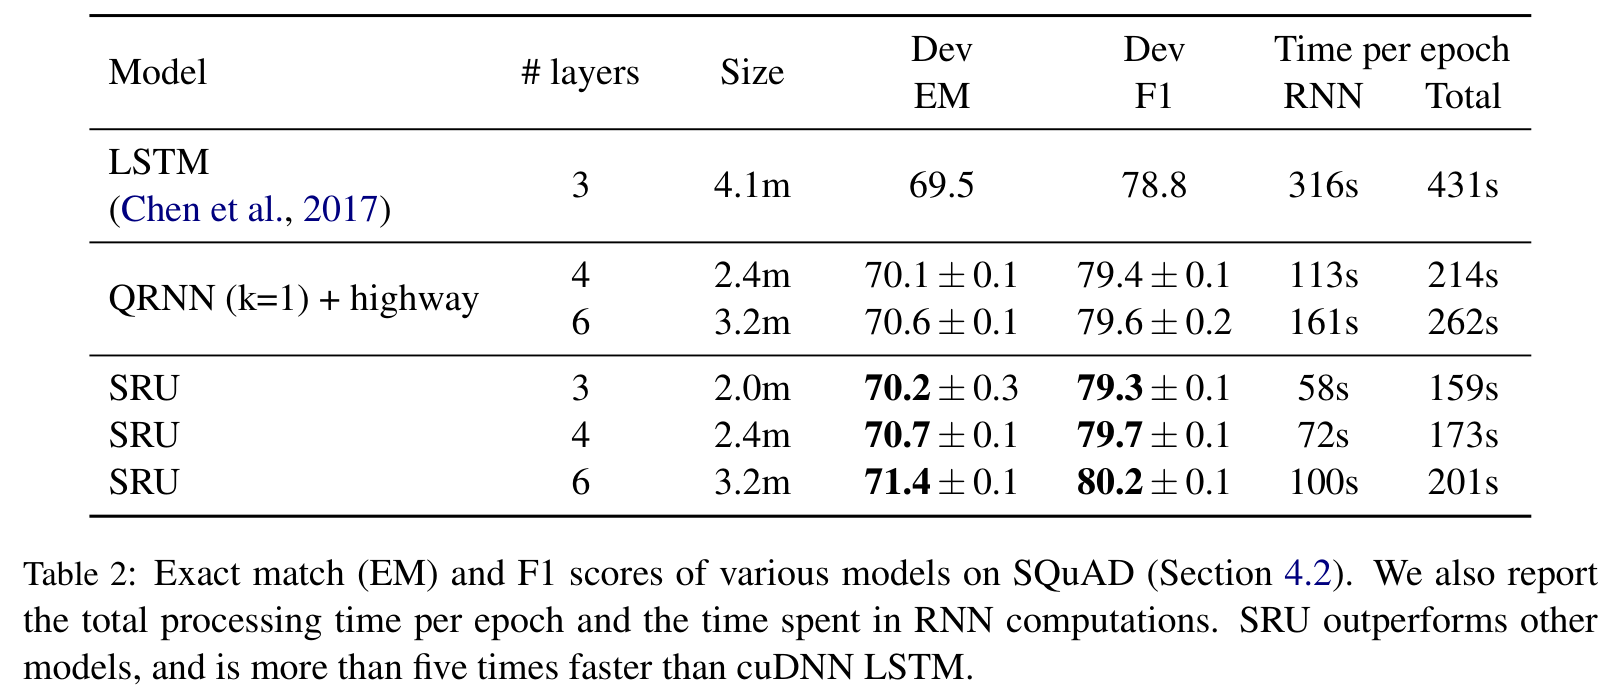 Model # layers Size Dev EM Dev F1 Time per epoch RNN Total
LSTM (Chen et al., 2017) 3 4.1m 69.5 78.8 316s 431s
QRNN (k=1) + highway 4 2.4m 70.1 ± 0.1 79.4 ± 0.1 113s 214s
6 3.2m 70.6 ± 0.1 79.6 ± 0.2 161s 262s
SRU 3 2.0m 70.2 ± 0.3 79.3 ± 0.1 58s 159s
SRU 4 2.4m 70.7 ± 0.1 79.7 ± 0.1 72s 173s
SRU 6 3.2m 71.4 ± 0.1 80.2 ± 0.1 100s 201s
Table 2: Exact match (EM) and F1 scores of various models on SQuAD (Section 4.2). We also report
the total processing time per epoch and the time spent in RNN computations. SRU outperforms other
models, and is more than five times faster than cuDNN LSTM.